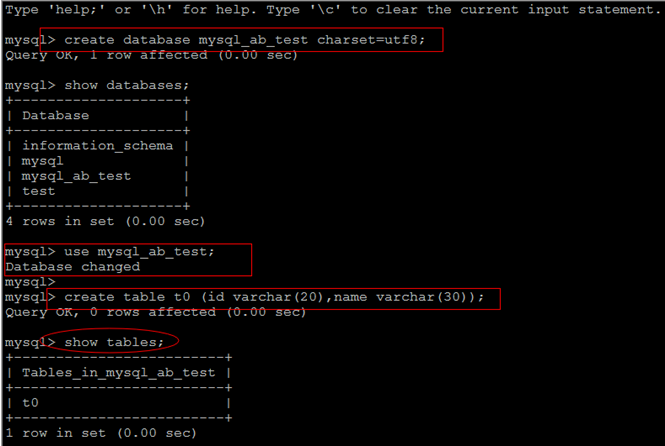 Type 'help;' or '\h' for help. Type '\c' to clear the current input statement.
mysql> create database mysql_ab_test charset=utf8;
Query OK, 1 row affected (0.00 sec)
mysql> show databases;
+--------------------+
| Database           |
+--------------------+
| information_schema |
| mysql              |
| mysql_ab_test      |
| test               |
+--------------------+
4 rows in set (0.00 sec)
mysql> use mysql_ab_test;
Database changed
mysql>
mysql> create table t0 (id varchar(20),name varchar(30));
Query OK, 0 rows affected (0.00 sec)
mysql> show tables;
+-------------------------+
| Tables_in_mysql_ab_test |
+-------------------------+
| t0                      |
+-------------------------+
1 row in set (0.00 sec)